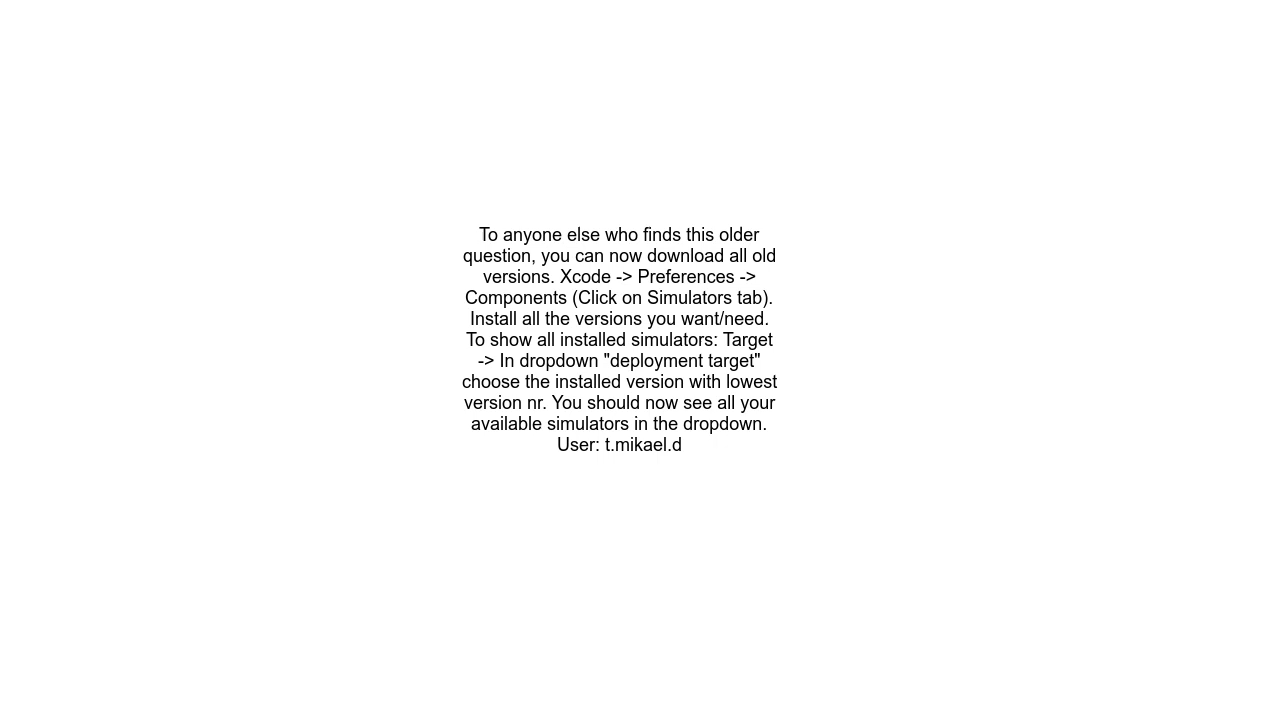 To anyone else who finds this older
question, you can now download all old
versions. Xcode -> Preferences ->
Components (Click on Simulators tab).
Install all the versions you want/need.
To show all installed simulators: Target
-> In dropdown "deployment target"
choose the installed version with lowest
version nr. You should now see all your
available simulators in the dropdown.
User: t.mikael.d